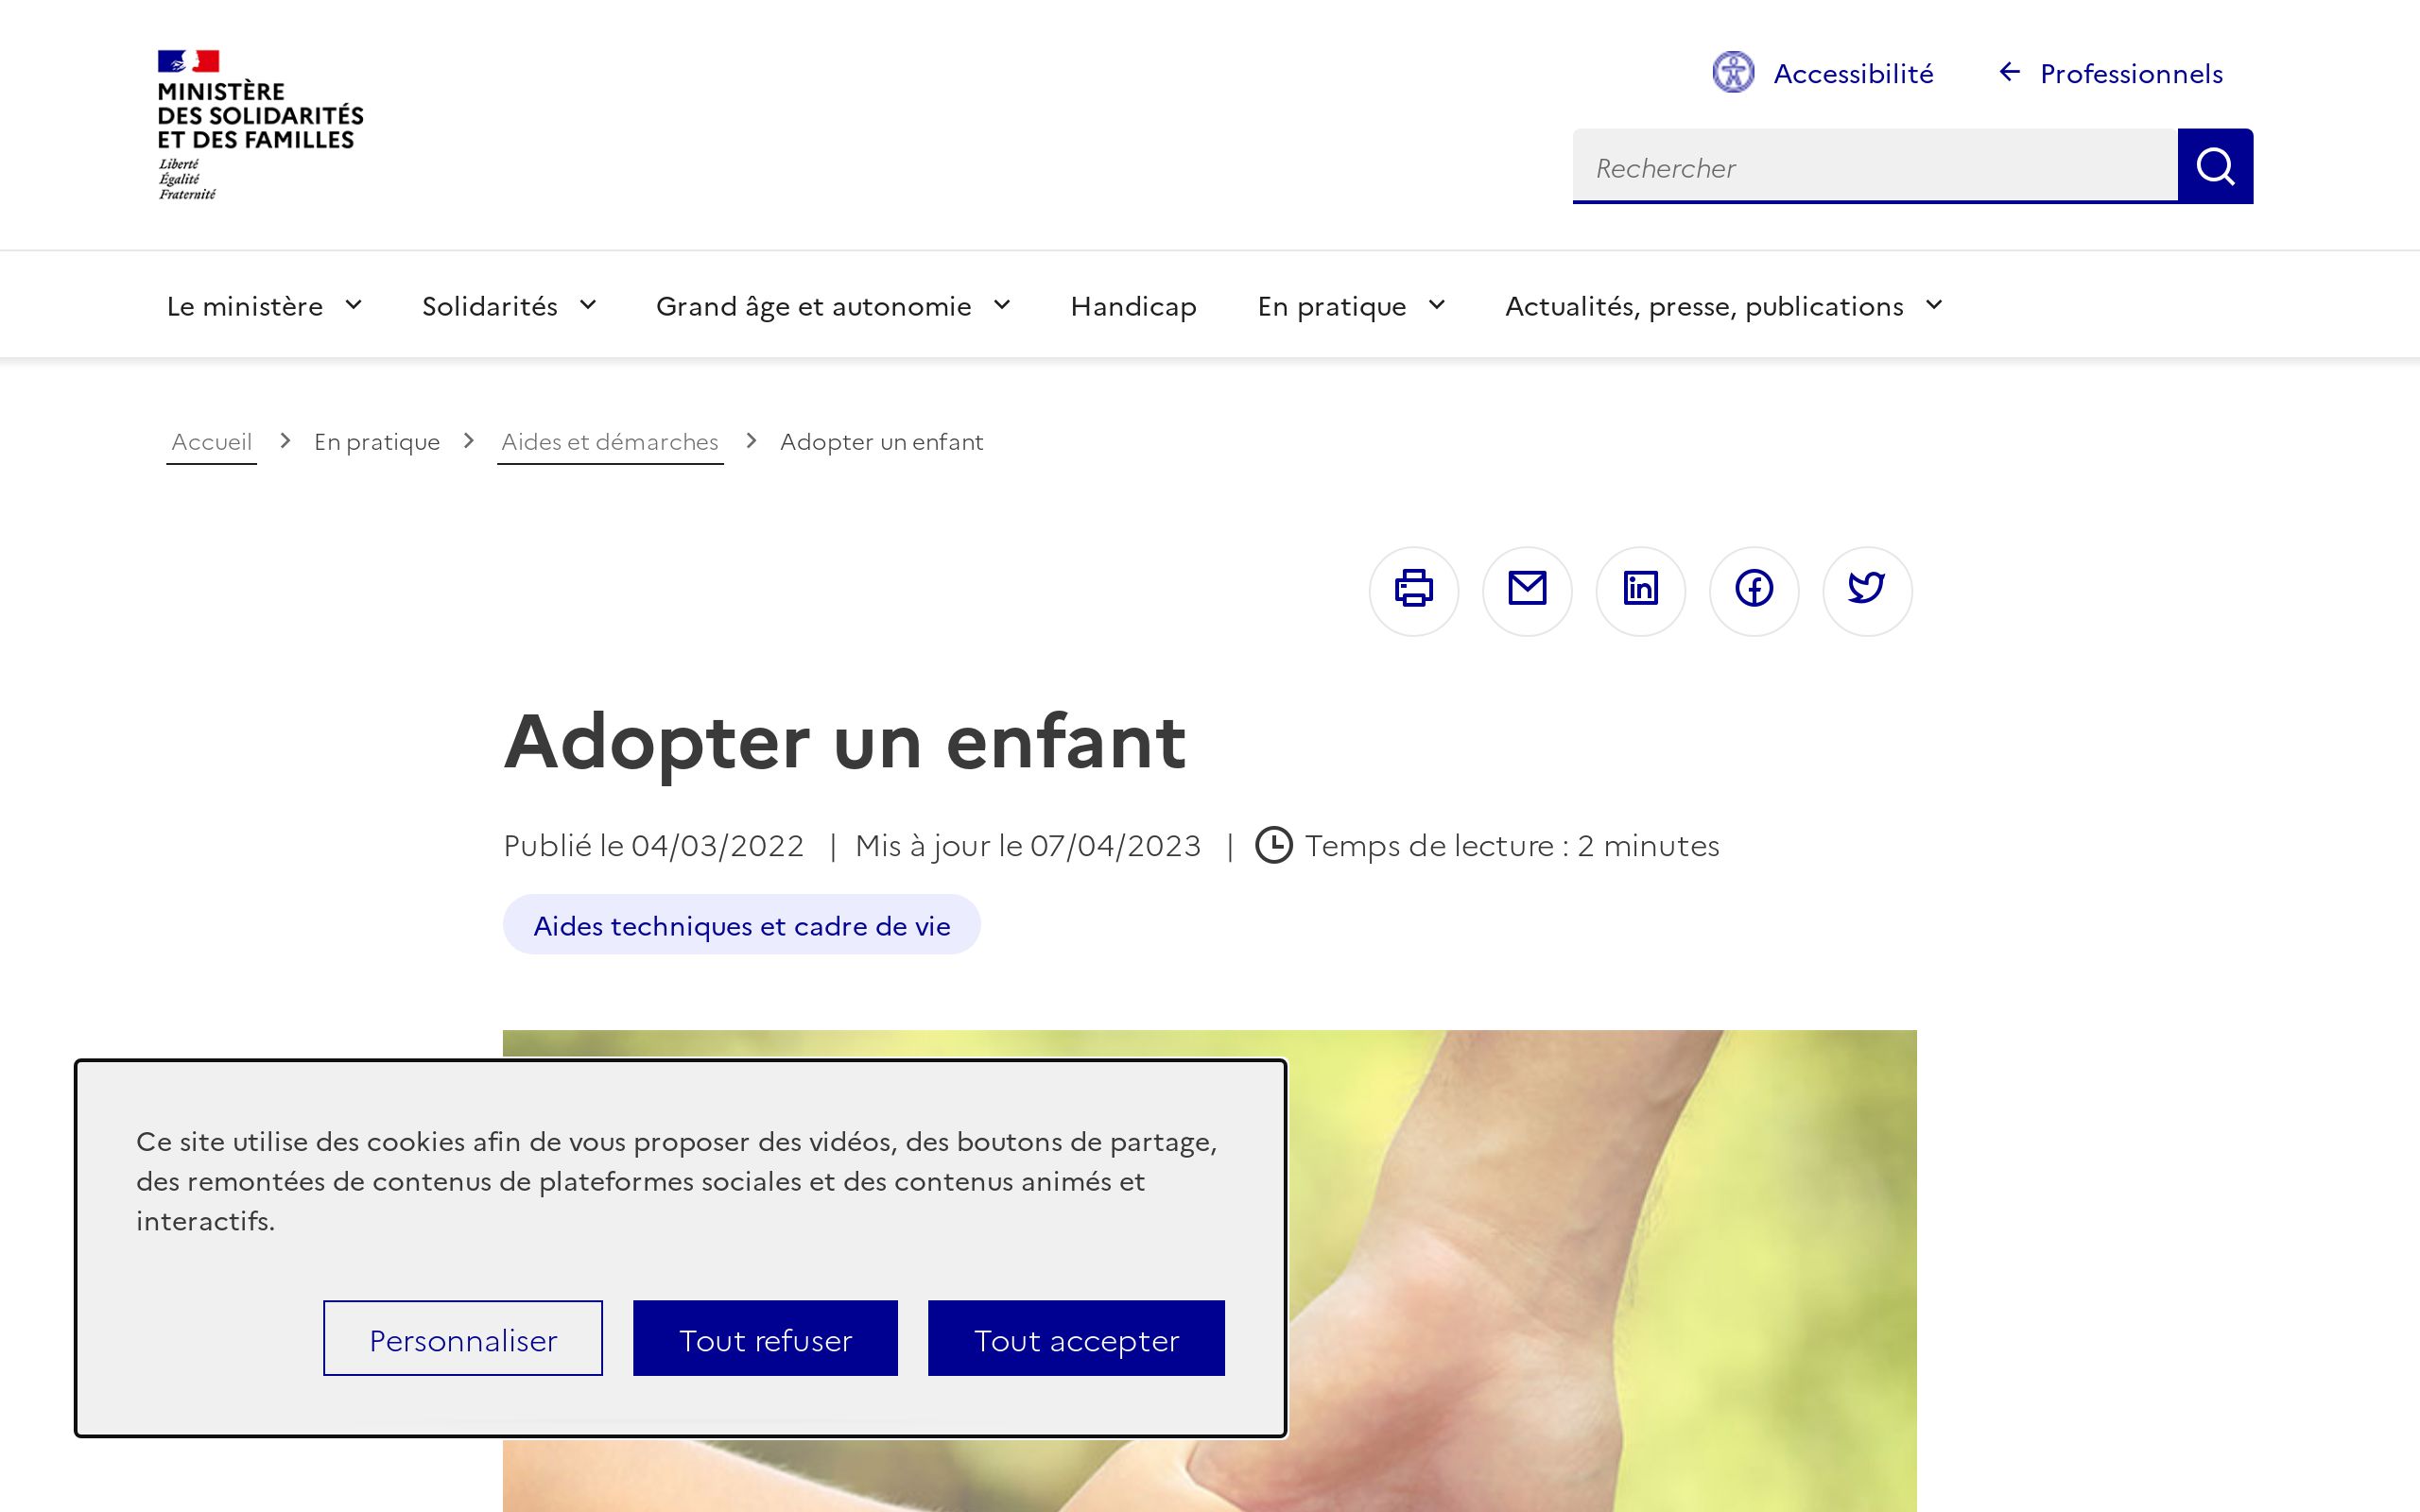 MINISTÈRE
DES SOLIDARITÉS
ET DES FAMILLES
Liberté
Égalité
Fraternité
Accessibilité
Professionnels
Rechercher
Le ministère
Solidarités
Grand âge et autonomie
Handicap
En pratique
Actualités, presse, publications
Accueil
En pratique
Aides et démarches
Adopter un enfant
Adopter un enfant
Publié le 04/03/2022 | Mis à jour le 07/04/2023 | Temps de lecture : 2 minutes
Aides techniques et cadre de vie
Ce site utilise des cookies afin de vous proposer des vidéos, des boutons de partage,
des remontées de contenus de plateformes sociales et des contenus animés et
interactifs.
Personnaliser
Tout refuser
Tout accepter